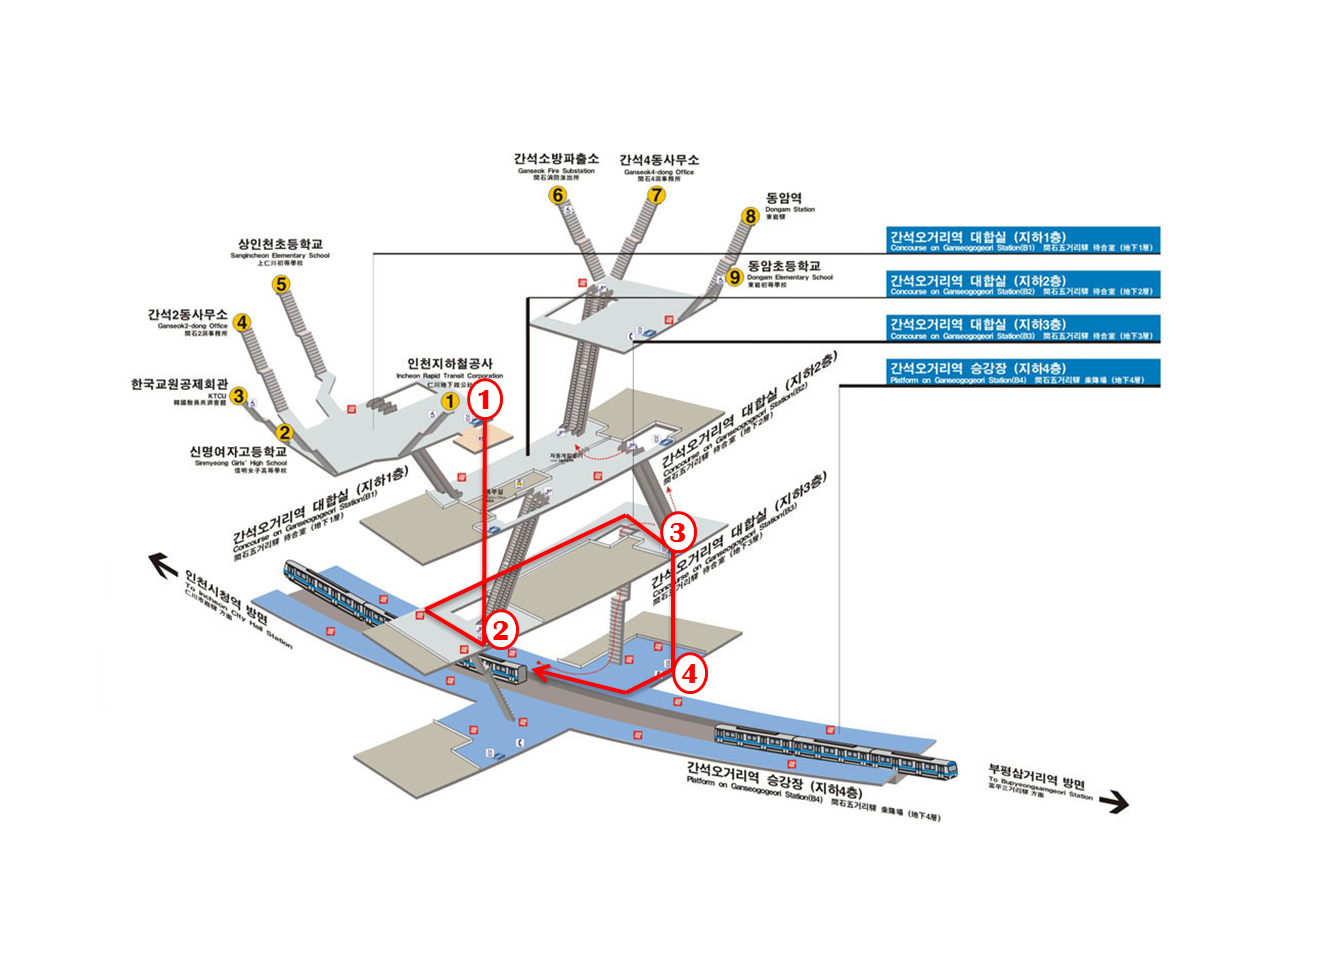 간석소방파출소
Ganseok Fire Substation
間石消防派出所
6
간석4동사무소
Ganseok4-dong Office
間石4洞事務所
7
동암역
Dongam Station
東岩驛
8
동암초등학교
Dongam Elementary School
東岩初等學校
9
상인천초등학교
Sangincheon Elementary School
上仁川初等學校
5
간석2동사무소
Ganseok2-dong Office
間石2洞事務所
4
한국교원공제회관
KTCU
韓國敎員共濟會館
3
신명여자고등학교
Sinmyeong Girls' High School
信明女子高等學校
2
인천지하철공사
Incheon Rapid Transit Corporation
仁川地下鐵公社
1
간석오거리역 대합실 (지하1층)
Concourse on Ganseogogeori Station(B1) 間石五거리驛 待合室 (地下1層)
간석오거리역 대합실 (지하2층)
Concourse on Ganseogogeori Station(B2) 間石五거리驛 待合室 (地下2層)
간석오거리역 대합실 (지하3층)
Concourse on Ganseogogeori Station(B3) 間石五거리驛 待合室 (地下3層)
간석오거리역 승강장 (지하4층)
Platform on Ganseogogeori Station(B4) 間石五거리驛 乘降場 (地下4層)
간석오거리역 대합실 (지하1층)
Concourse on Ganseogogeori Station(B1)
間石五거리驛 待合室 (地下1層)
간석오거리역 대합실 (지하2층)
Concourse on Ganseogogeori Station(B2)
間石五거리驛 待合室 (地下2層)
간석오거리역 대합실 (지하3층)
Concourse on Ganseogogeori Station(B3)
間石五거리驛 待合室 (地下3層)
1
2
3
4
인천시청역 방면
To Incheon City Hall Station
仁川市廳驛 方面
간석오거리역 승강장 (지하4층)
Platform on Ganseogogeori Station(B4) 間石五거리驛 乘降場 (地下4層)
부평삼거리역 방면
To Bupyeongsamgeori Station
富平三거리驛 方面